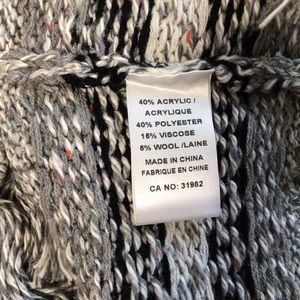 40% ACRYLIC /
ACRYLIQUE
40% POLYESTER
15% VISCOSE
5% WOOL /LAINE
MADE IN CHINA
FABRIQUE EN CHINE
CA NO: 31982